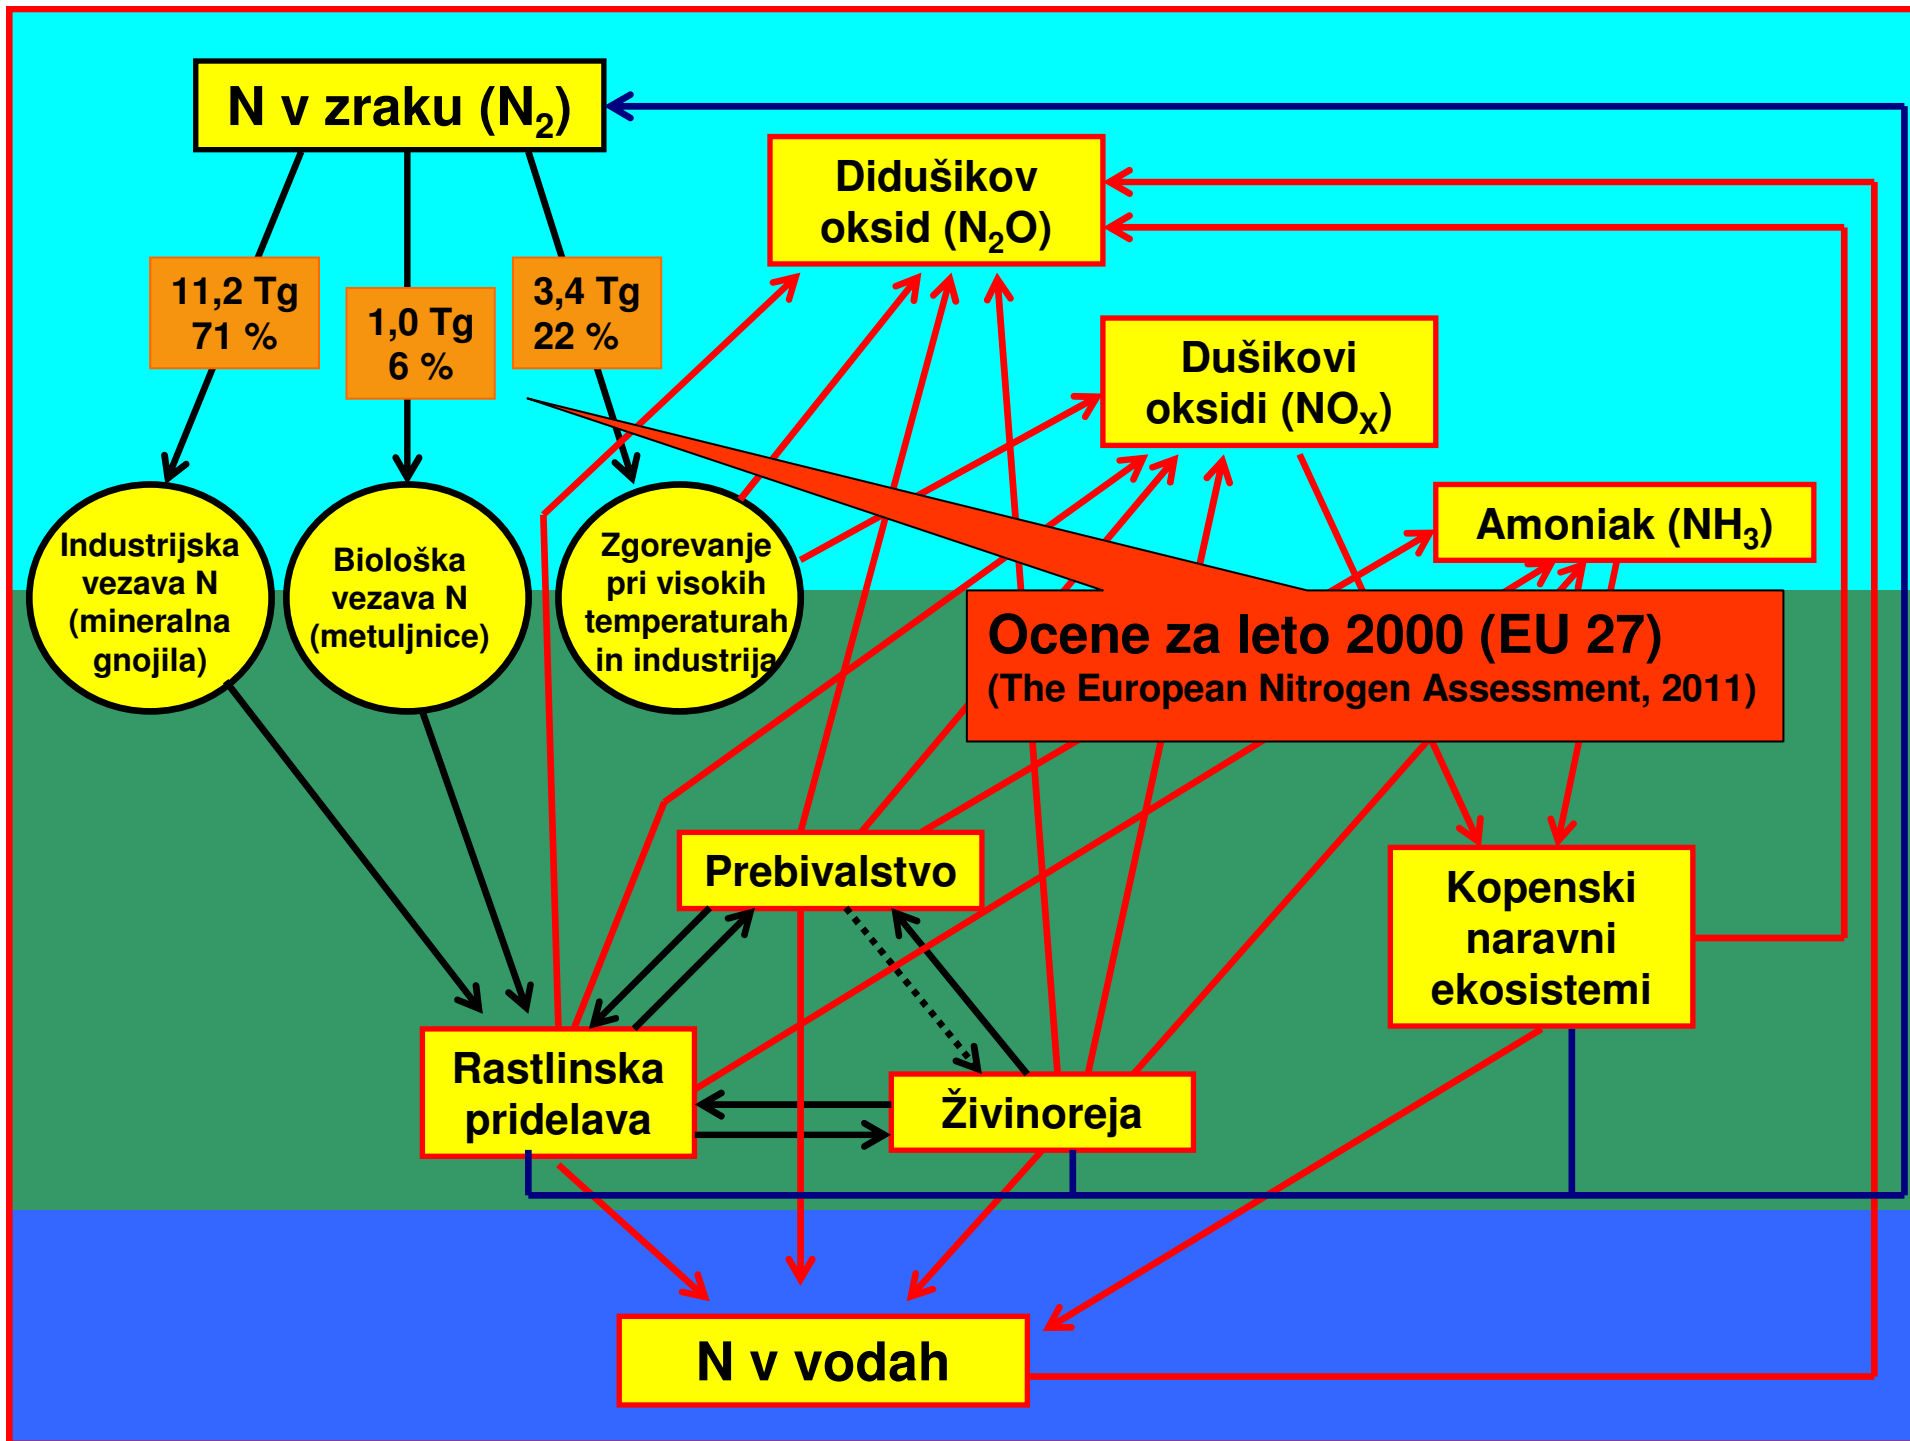 N v zraku (N₂)
Didušikov
oksid (N₂O)
11,2 Tg
71 %
1,0 Tg
6 %
3,4 Tg
22 %
Dušikovi
oksidi (NOₓ)
Amoniak (NH₃)
Industrijska
vezava N
(mineralna
gnojila)
Biološka
vezava N
(metuljnice)
Zgorevanje
pri visokih
temperaturah
in industrija
Ocene za leto 2000 (EU 27)
(The European Nitrogen Assessment, 2011)
Prebivalstvo
Kopenski
naravni
ekosistemi
Rastlinska
pridelava
Živinoreja
N v vodah